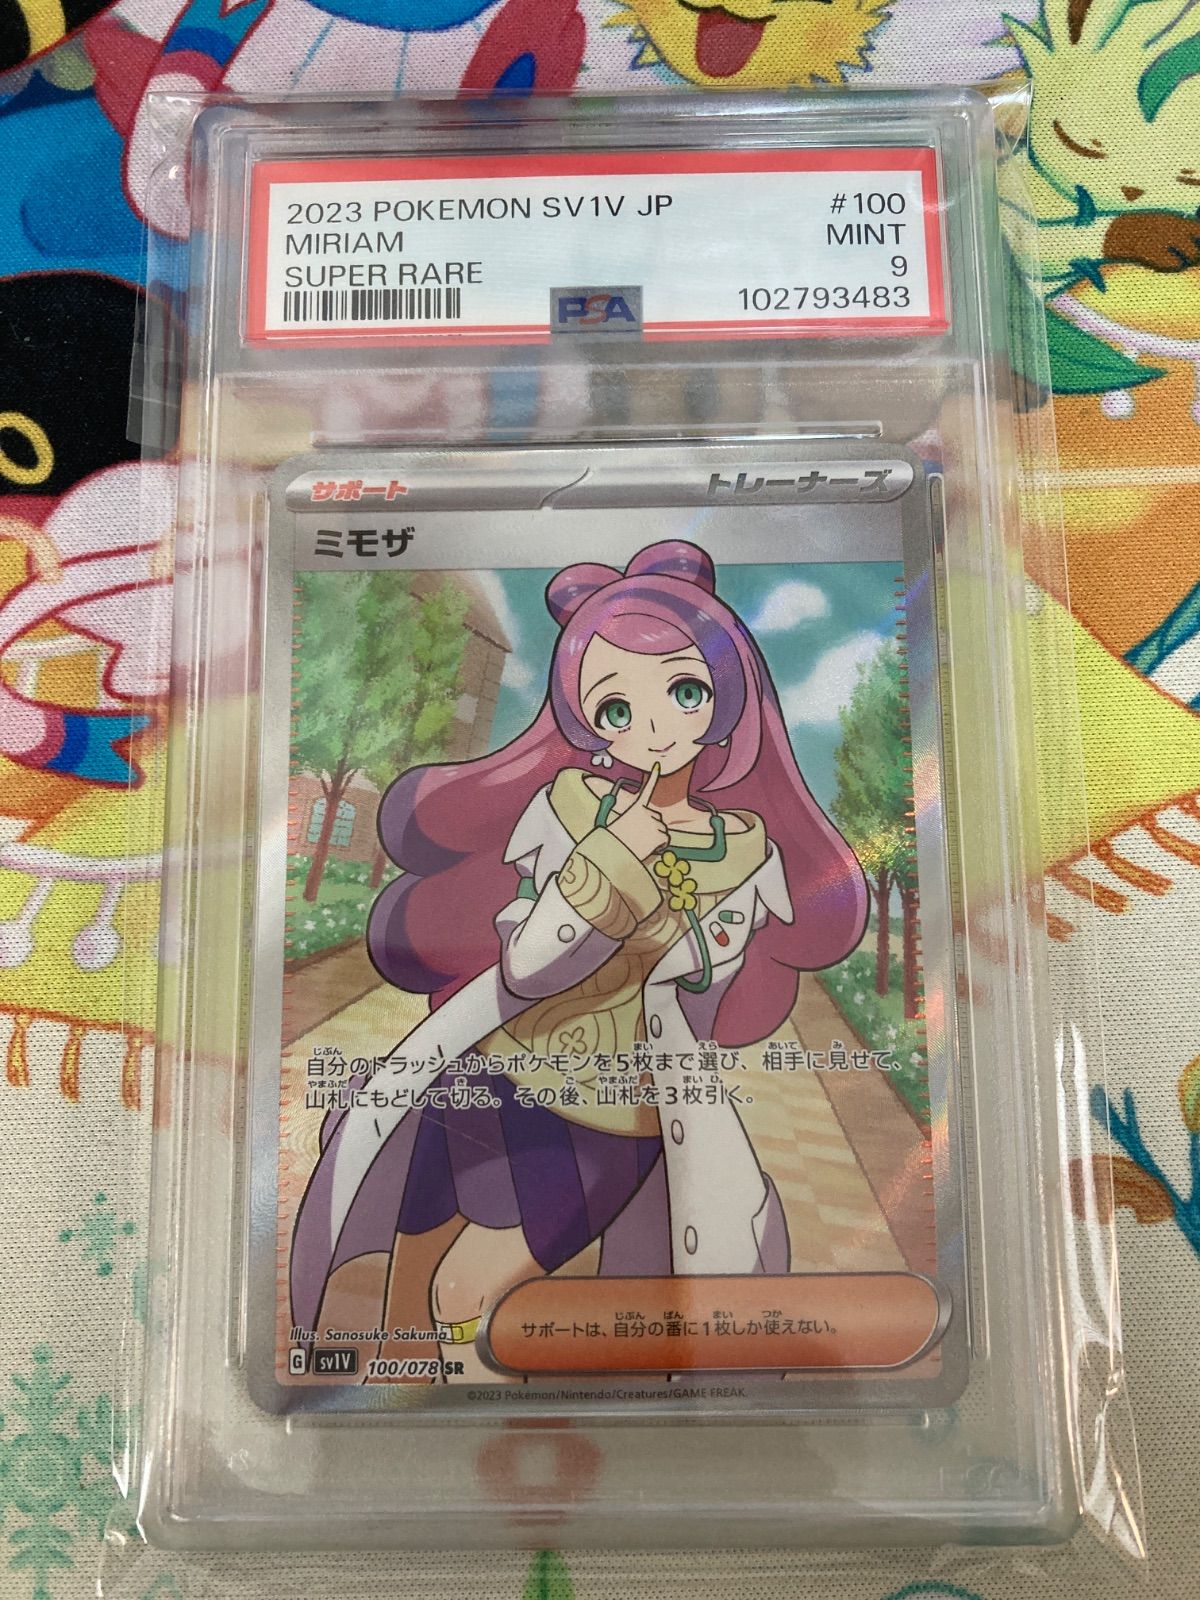 2023 POKEMON SV1V JP #100
MIRIAM MINT
SUPER RARE 9
PSA 102793483
サポート トレーナーズ
ミモザ
自分のトラッシュからポケモンを5枚まで選び、相手に見せて、
山札にもどして切る。その後、山札を3枚引く。
サポートは、自分の番に1枚しか使えない。
Illus. Sanosuke Sakuma
G sv1V 100/078 SR
©2023 Pokémon/Nintendo/Creatures/GAME FREAK.